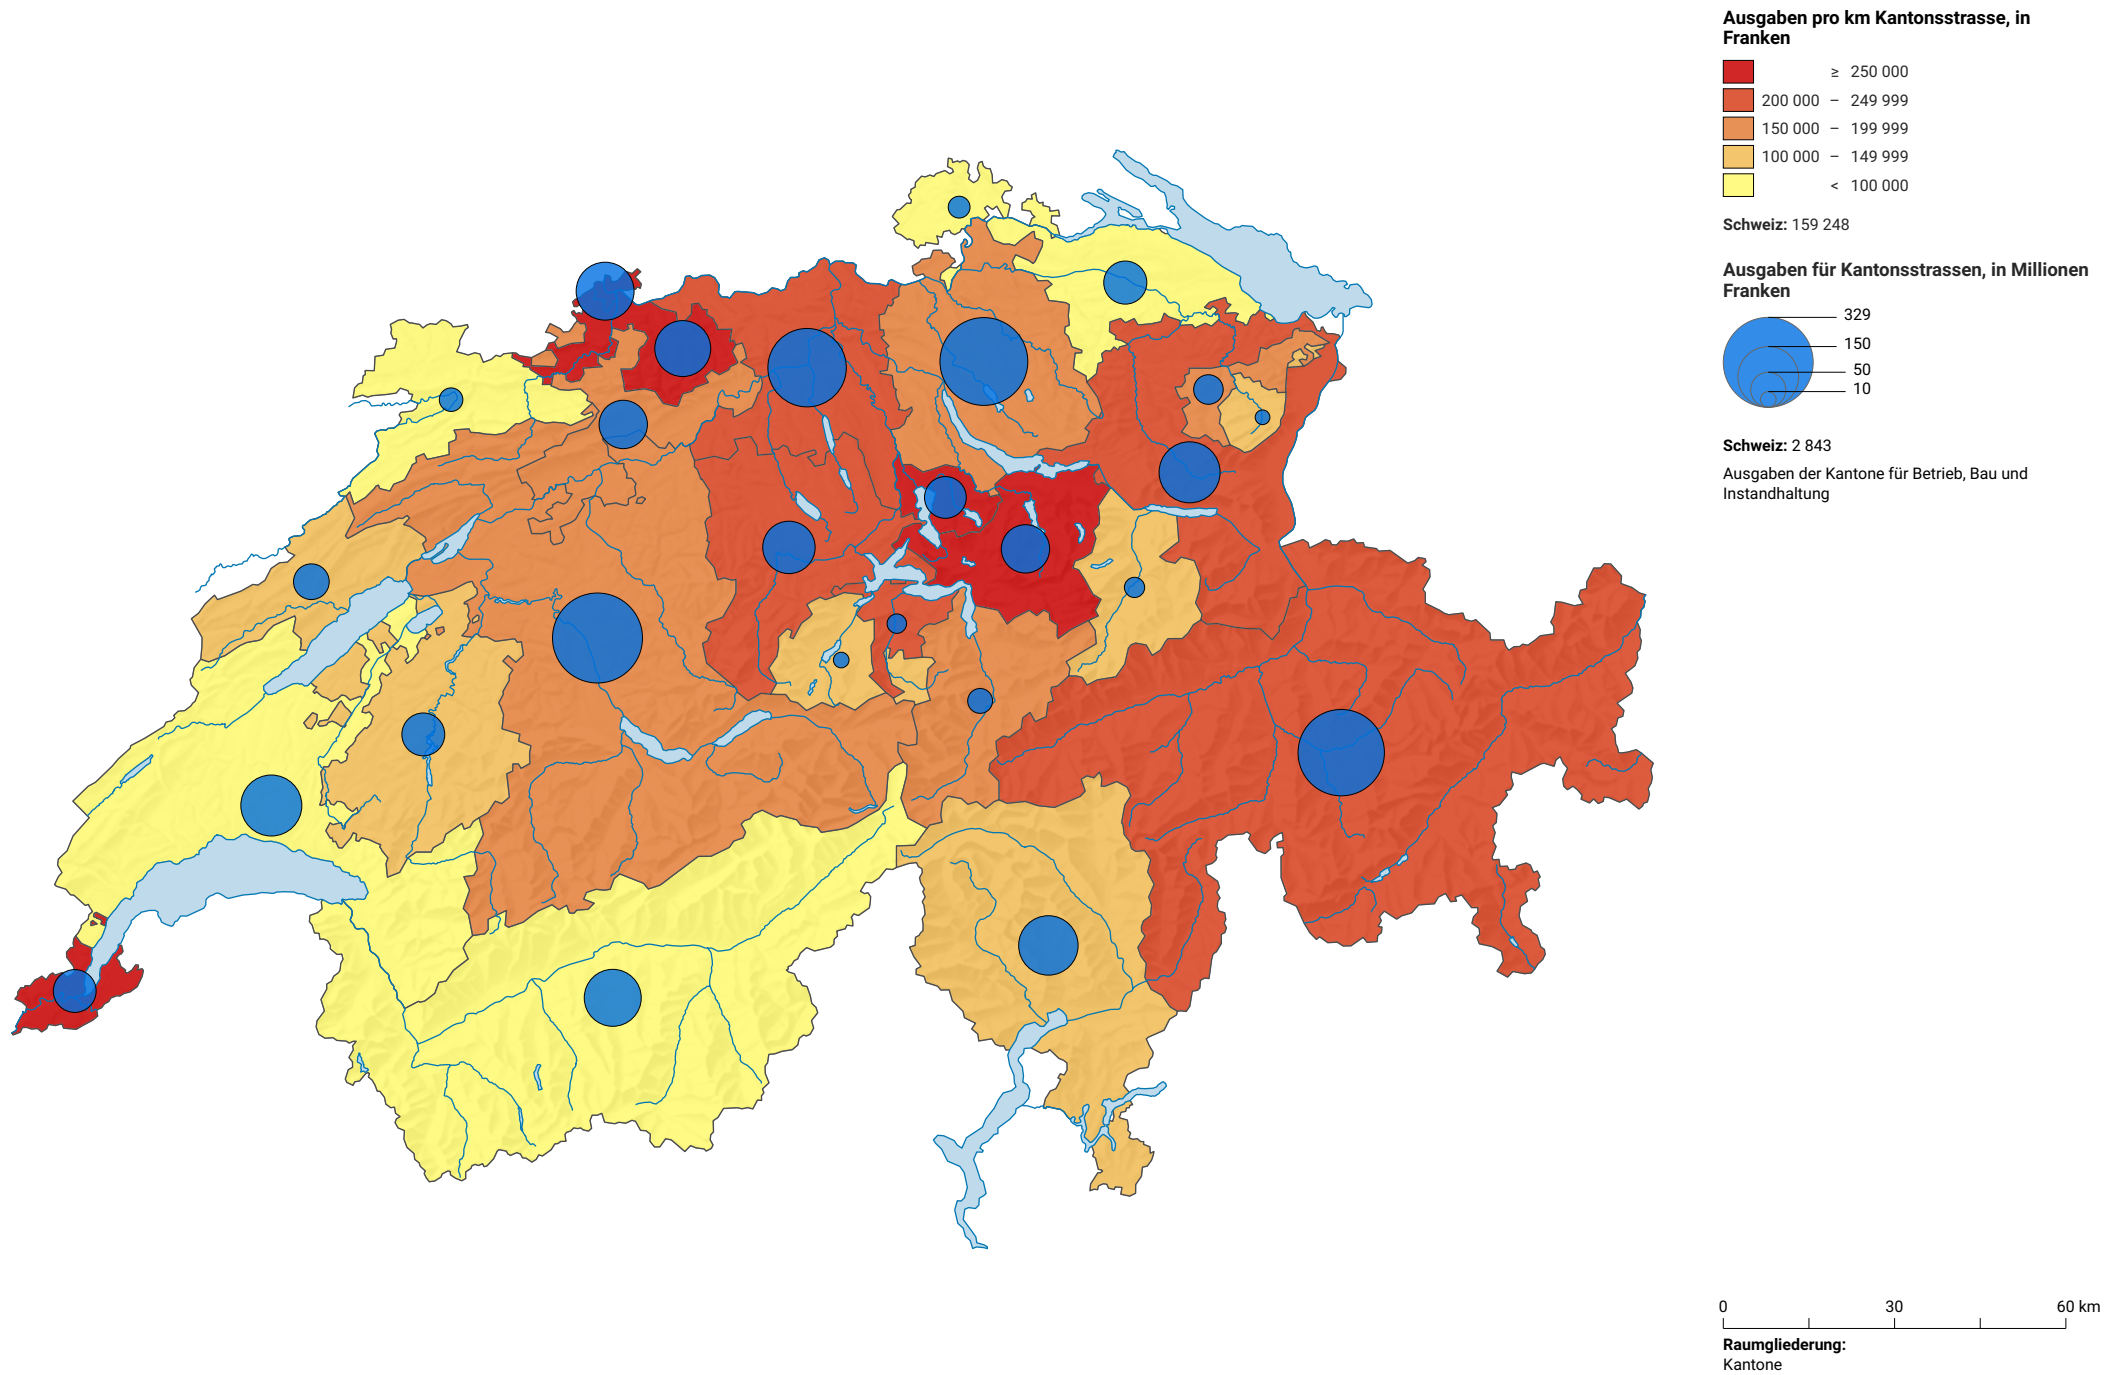 Ausgaben pro km Kantonsstrasse, in
Franken
≥ 250 000
200 000 – 249 999
150 000 – 199 999
100 000 – 149 999
< 100 000
Schweiz: 159 248
Ausgaben für Kantonsstrassen, in Millionen
Franken
329
150
50
10
Schweiz: 2 843
Ausgaben der Kantone für Betrieb, Bau und
Instandhaltung
0 30 60 km
Raumgliederung:
Kantone